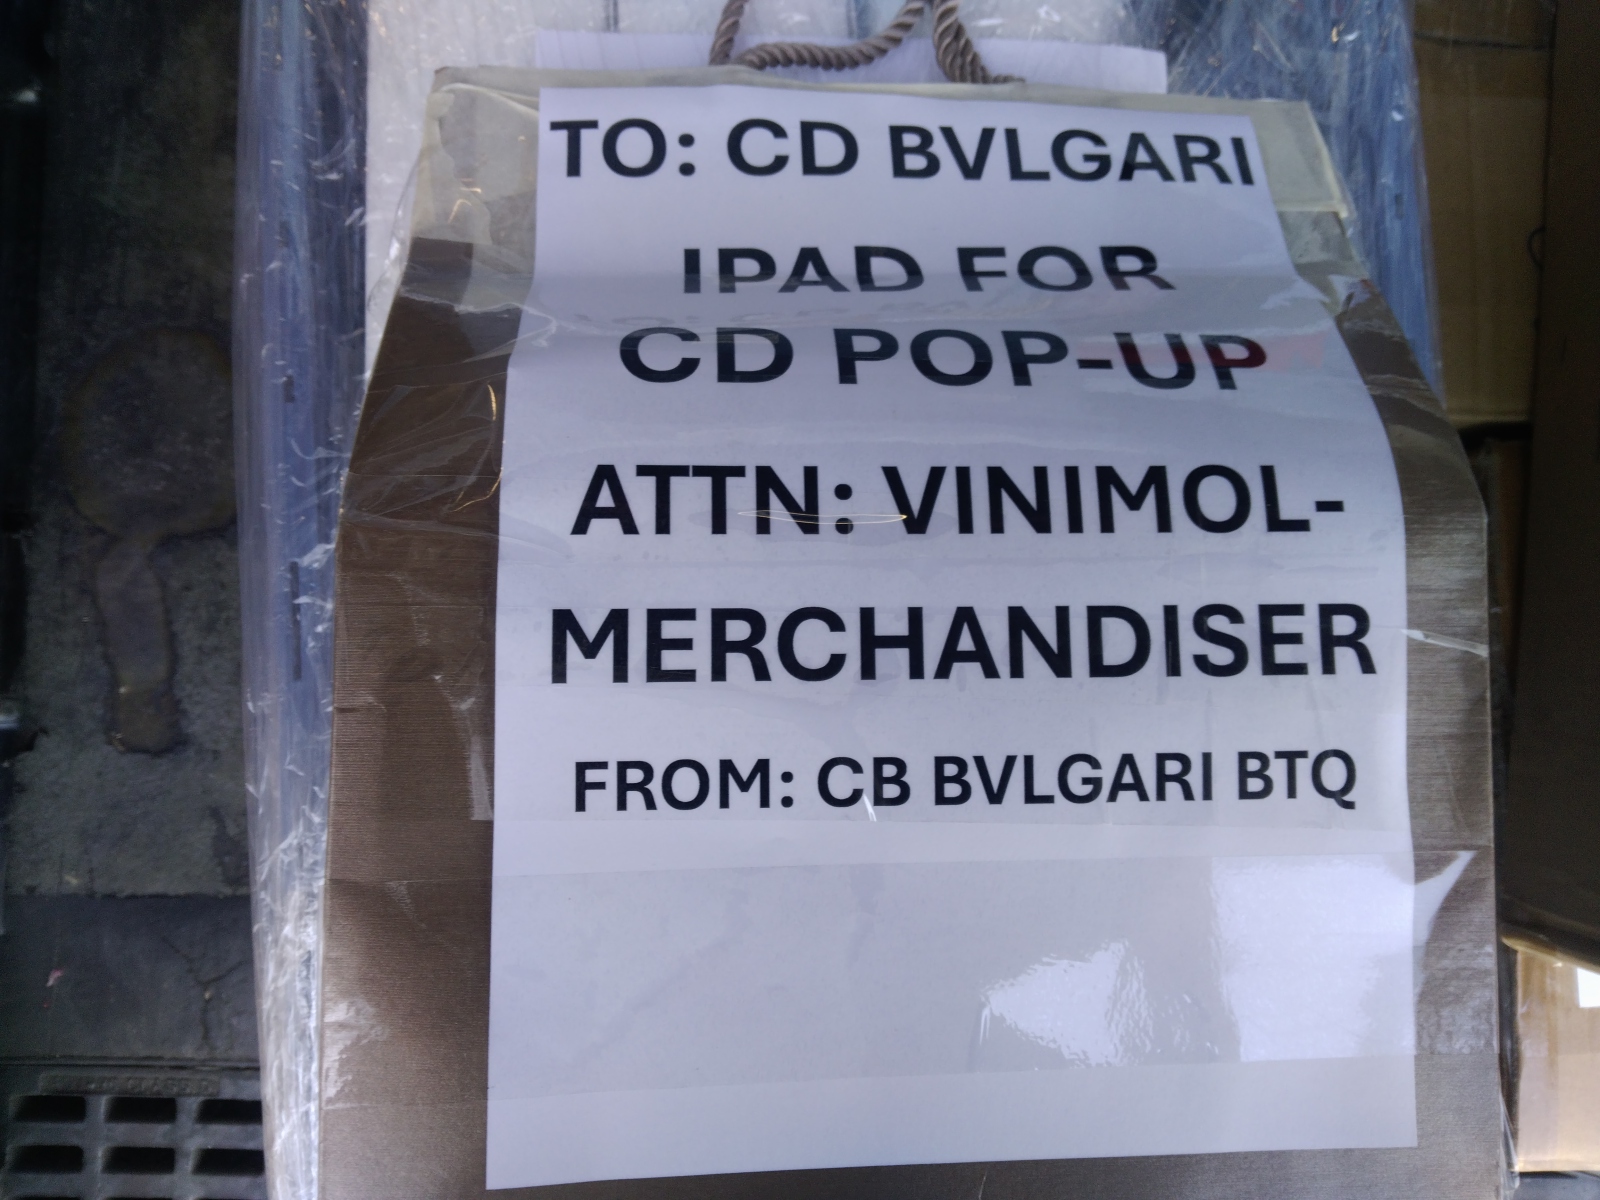 TO: CD BVLGARI
IPAD FOR
CD POP-UP
ATTN: VINIMOL-
MERCHANDISER
FROM: CB BVLGARI BTQ